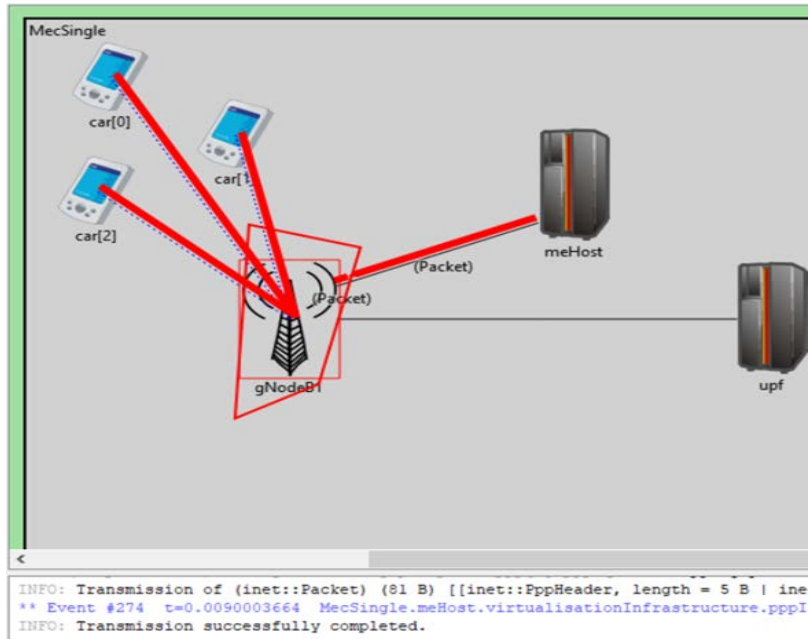 MecSingle
car[0]
car[1
car[2]
meHost
(Packet)
(Packet)
gNodeB1
upf
<
INFO: Transmission of (inet::Packet) (81 B) [[inet::PppHeader, length = 5 B | ine
** Event #274 t=0.0090003664 MecSingle.meHost.virtualisationInfrastructure.pppI
INFO: Transmission successfully completed.